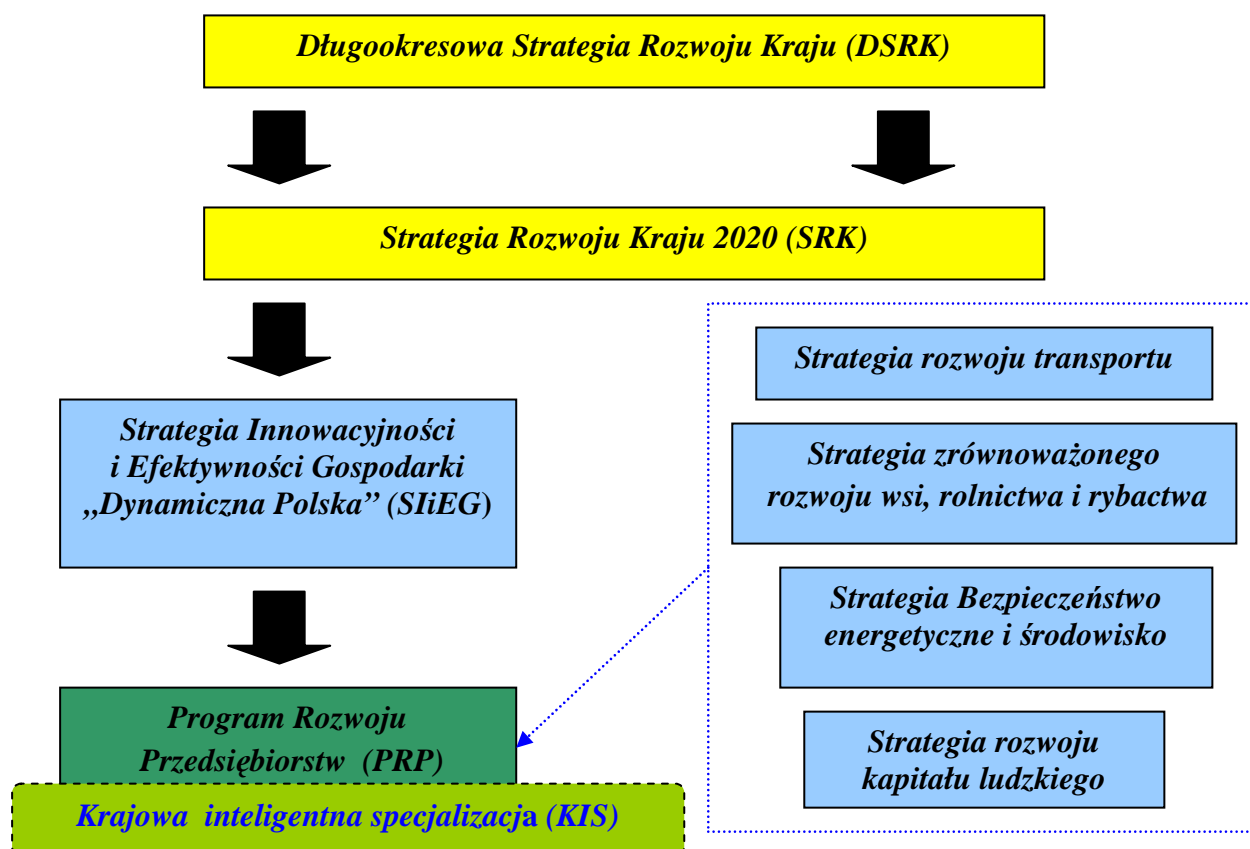 Długookresowa Strategia Rozwoju Kraju (DSRK)
Strategia Rozwoju Kraju 2020 (SRK)
Strategia Innowacyjności
i Efektywności Gospodarki
„Dynamiczna Polska” (SIiEG)
Program Rozwoju
Przedsiębiorstw (PRP)
Krajowa inteligentna specjalizacja (KIS)
Strategia rozwoju transportu
Strategia zrównoważonego
rozwoju wsi, rolnictwa i rybactwa
Strategia Bezpieczeństwo
energetyczne i środowisko
Strategia rozwoju
kapitału ludzkiego